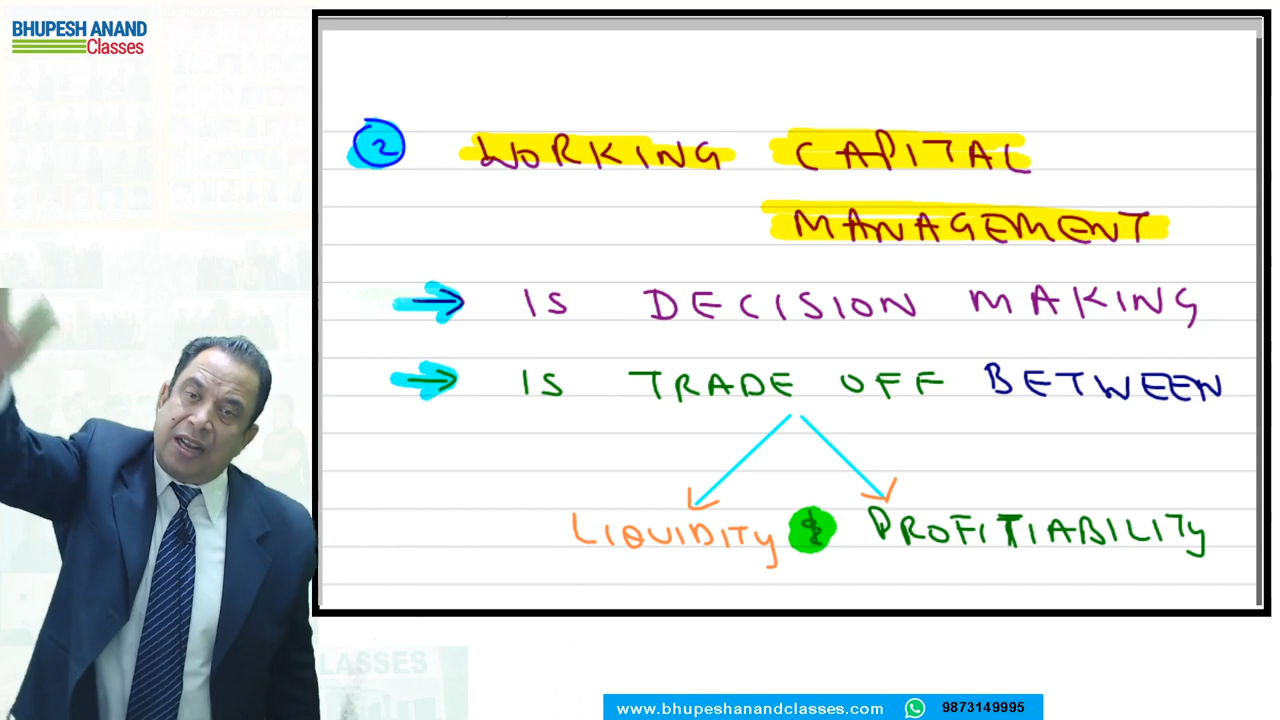 BHUPESH ANAND
Classes
2 WORKING CAPITAL
MANAGEMENT
→ IS DECISION MAKING
→ IS TRADE OFF BETWEEN
LIQUIDITY & PROFITIABILITY
CLASSES
www.bhupeshanandclasses.com 9873149995